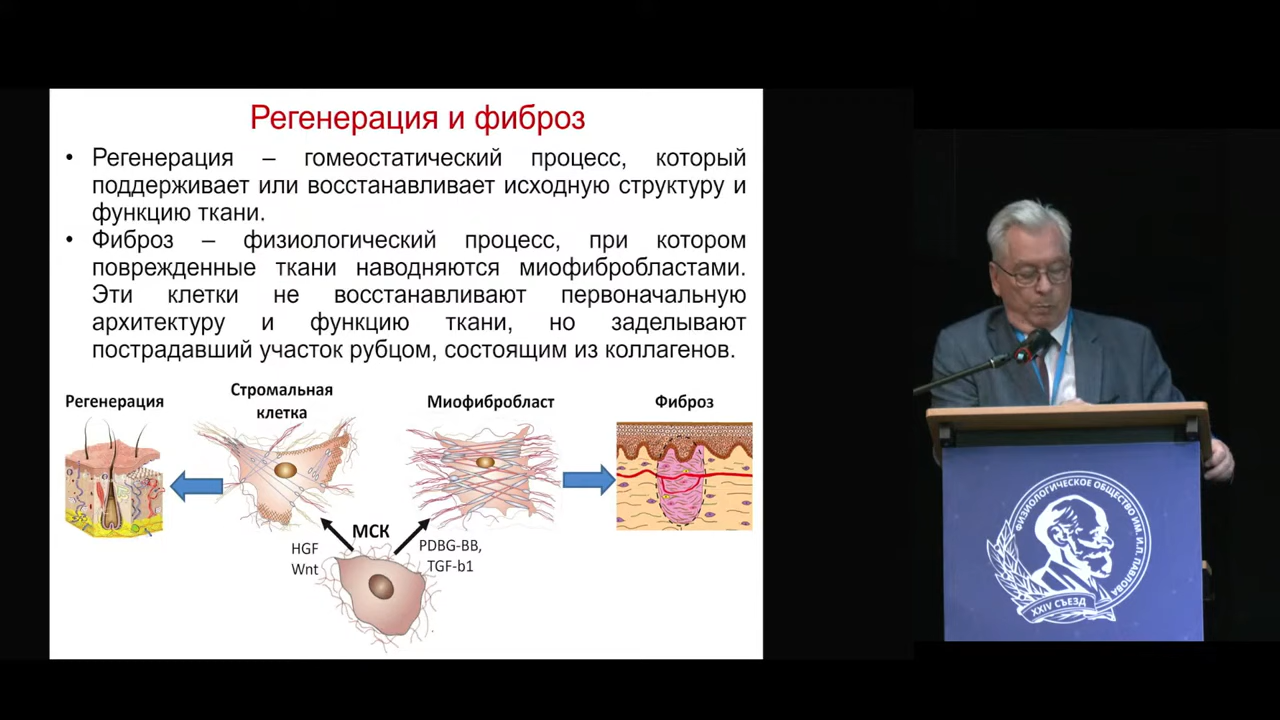 Регенерация и фиброз
• Регенерация – гомеостатический процесс, который
поддерживает или восстанавливает исходную структуру и
функцию ткани.
• Фиброз – физиологический процесс, при котором
поврежденные ткани наводняются миофибробластами.
Эти клетки не восстанавливают первоначальную
архитектуру и функцию ткани, но заделывают
пострадавший участок рубцом, состоящим из коллагенов.
Регенерация
Стромальная
клетка
Миофибробласт
Фиброз
МСК
HGF
Wnt
PDBG-BB,
TGF-b1
ФИЗИОЛОГИЧЕСКОЕ ОБЩЕСТВО ИМ. И.П. ПАВЛОВА
XXIV СЪЕЗД